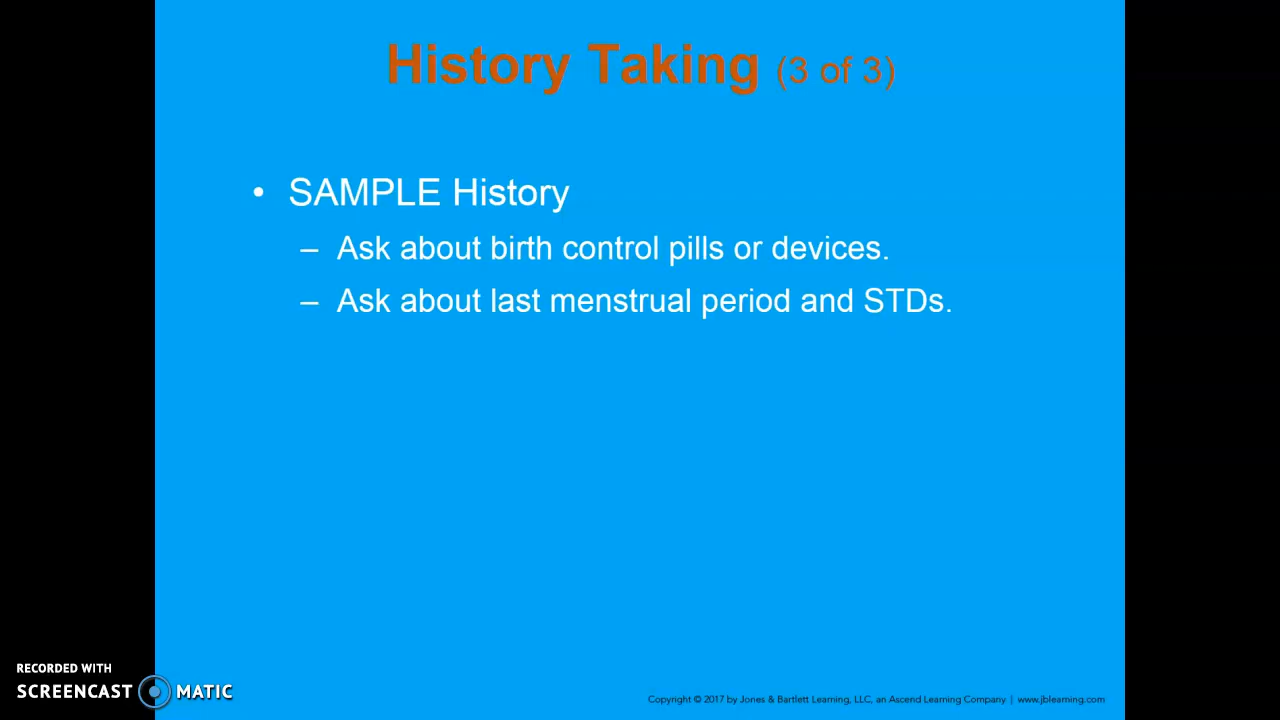 History Taking (3 of 3)
• SAMPLE History
– Ask about birth control pills or devices.
– Ask about last menstrual period and STDs.
RECORDED WITH
SCREENCAST MATIC
Copyright © 2017 by Jones & Bartlett Learning, LLC, an Ascend Learning Company | www.jblearning.com